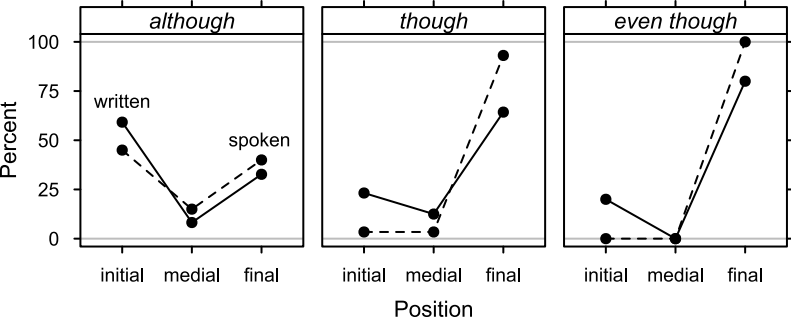 although though even though
100
75
50
25
0
Percent
written
spoken
initial medial final initial medial final initial medial final
Position